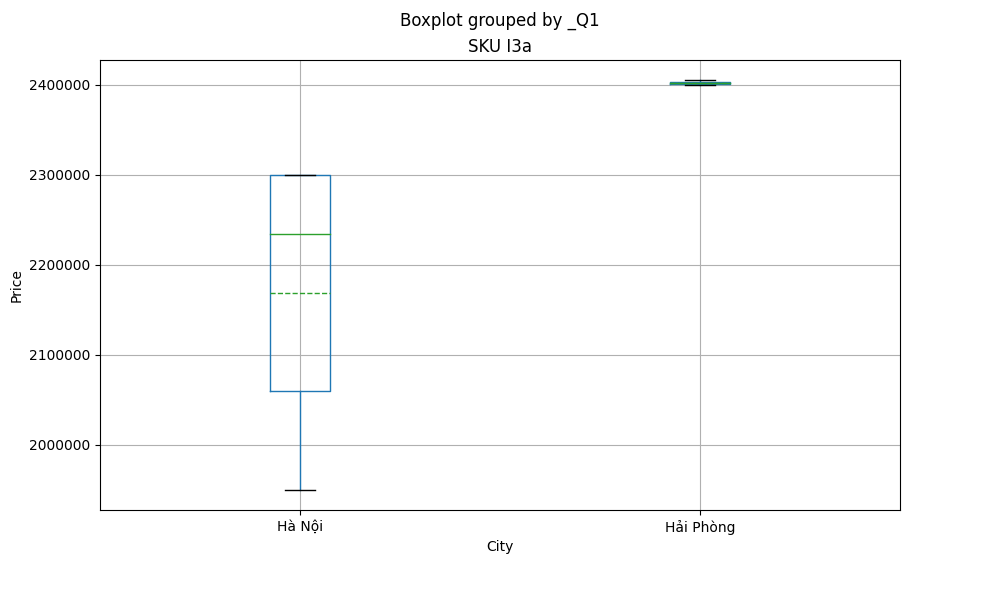 Boxplot grouped by _Q1
SKU I3a
2400000
2300000
2200000
2100000
2000000
Price
Hà Nội
Hải Phòng
City